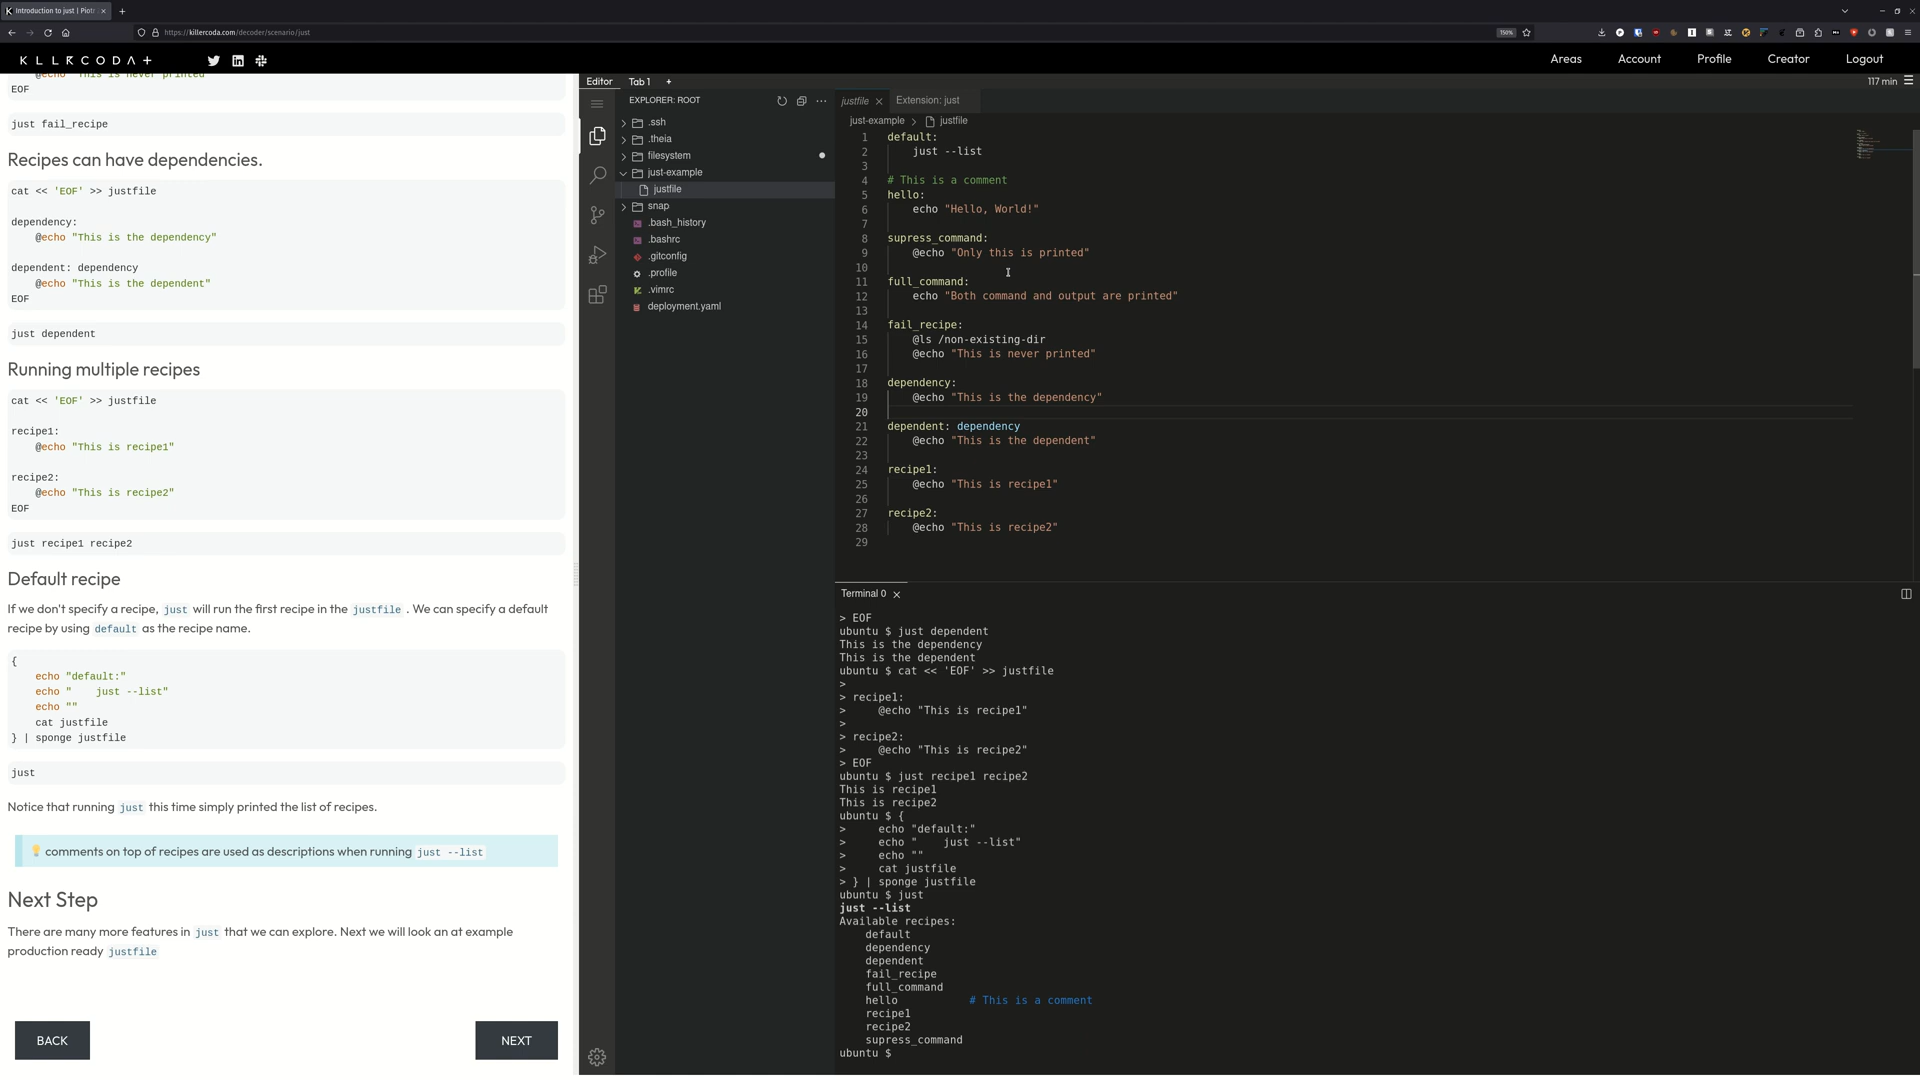 Introduction to just | Piotr
https://killercoda.com/decoder/scenario/just
150%
KLLRCODA+
Areas
Account
Profile
Creator
Logout
@echo "This is never printed"
EOF
just fail_recipe
Recipes can have dependencies.
cat << 'EOF' >> justfile
dependency:
@echo "This is the dependency"
dependent: dependency
@echo "This is the dependent"
EOF
just dependent
Running multiple recipes
cat << 'EOF' >> justfile
recipe1:
@echo "This is recipe1"
recipe2:
@echo "This is recipe2"
EOF
just recipe1 recipe2
Default recipe
If we don't specify a recipe, just will run the first recipe in the justfile . We can specify a default
recipe by using default as the recipe name.
{
echo "default:"
echo "    just --list"
echo ""
cat justfile
} | sponge justfile
just
Notice that running just this time simply printed the list of recipes.
💡 comments on top of recipes are used as descriptions when running just --list
Next Step
There are many more features in just that we can explore. Next we will look an at example
production ready justfile
BACK
NEXT
Editor
Tab 1
+
117 min
EXPLORER: ROOT
.ssh
.theia
filesystem
just-example
justfile
snap
.bash_history
.bashrc
.gitconfig
.profile
.vimrc
deployment.yaml
justfile
Extension: just
just-example > justfile
1 default:
2 just --list
3
4 # This is a comment
5 hello:
6 echo "Hello, World!"
7
8 supress_command:
9 @echo "Only this is printed"
10
11 full_command:
12 echo "Both command and output are printed"
13
14 fail_recipe:
15 @ls /non-existing-dir
16 @echo "This is never printed"
17
18 dependency:
19 @echo "This is the dependency"
20
21 dependent: dependency
22 @echo "This is the dependent"
23
24 recipe1:
25 @echo "This is recipe1"
26
27 recipe2:
28 @echo "This is recipe2"
29
Terminal 0
> EOF
ubuntu $ just dependent
This is the dependency
This is the dependent
ubuntu $ cat << 'EOF' >> justfile
>
> recipe1:
>     @echo "This is recipe1"
>
> recipe2:
>     @echo "This is recipe2"
> EOF
ubuntu $ just recipe1 recipe2
This is recipe1
This is recipe2
ubuntu $ {
>     echo "default:"
>     echo "    just --list"
>     echo ""
>     cat justfile
> } | sponge justfile
ubuntu $ just
just --list
Available recipes:
default
dependency
dependent
fail_recipe
full_command
hello # This is a comment
recipe1
recipe2
supress_command
ubuntu $